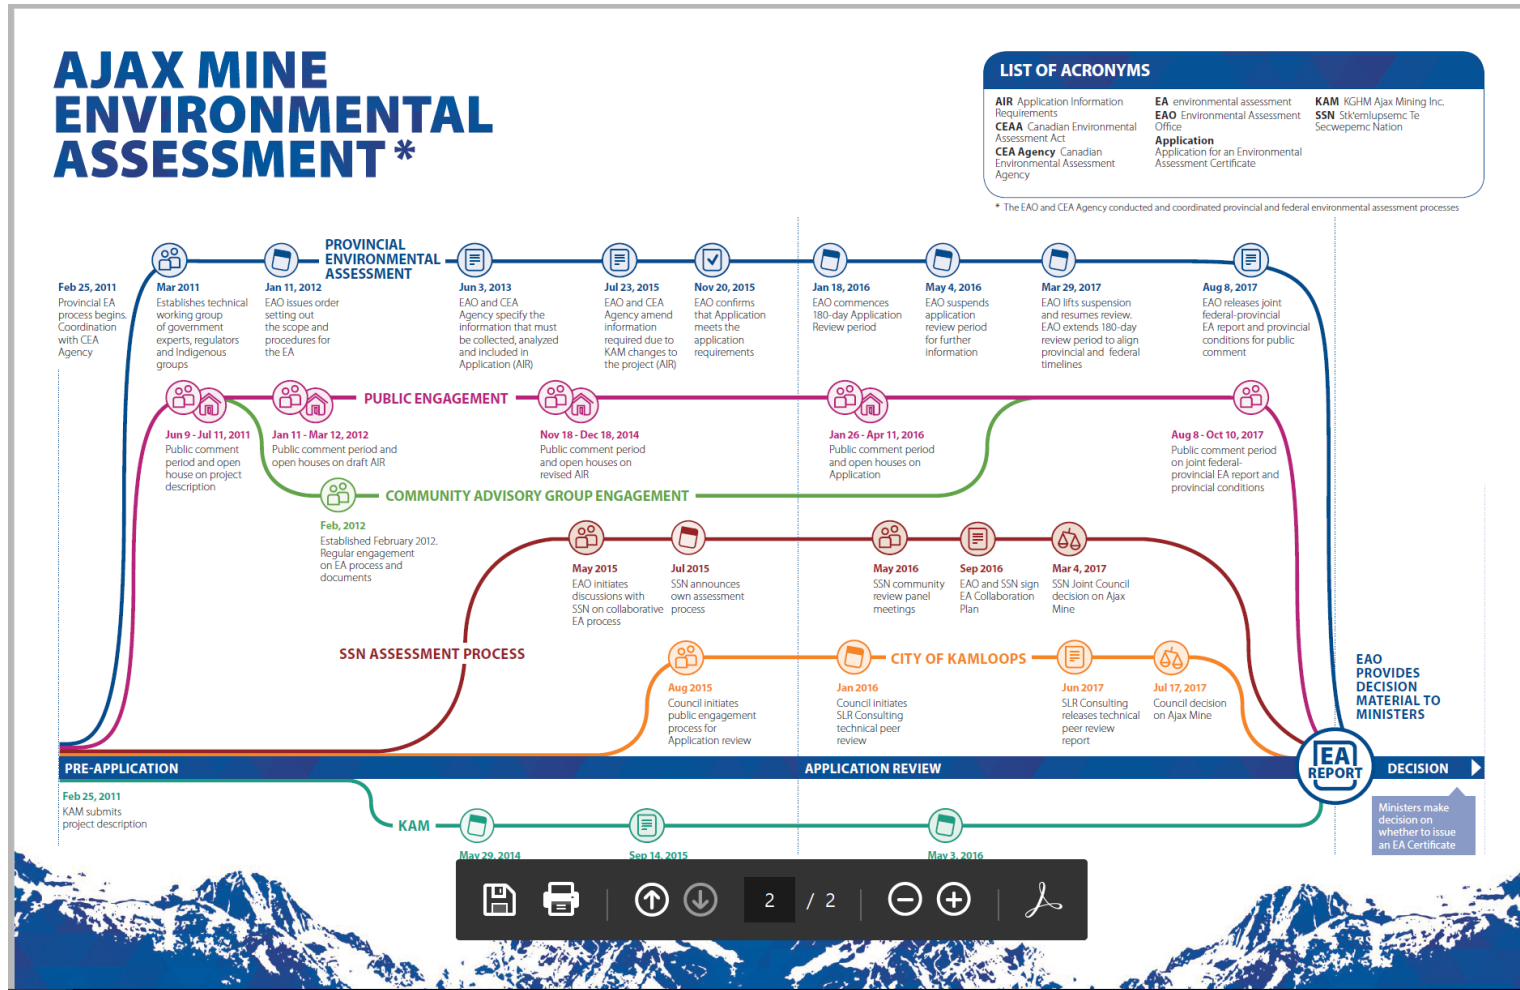 AJAX MINE
ENVIRONMENTAL
ASSESSMENT*
LIST OF ACRONYMS
AIR Application Information
Requirements
CEAA Canadian Environmental
Assessment Act
CEA Agency Canadian
Environmental Assessment
Agency
EA environmental assessment
EAO Environmental Assessment
Office
Application
Application for an Environmental
Assessment Certificate
KAM KGHM Ajax Mining Inc.
SSN Stk'emlupsemc Te
Secwepemc Nation
* The EAO and CEA Agency conducted and coordinated provincial and federal environmental assessment processes
PROVINCIAL
ENVIRONMENTAL
ASSESSMENT
Feb 25, 2011
Provincial EA
process begins.
Coordination
with CEA
Agency
Mar 2011
Establishes technical
working group
of government
experts, regulators
and Indigenous
groups
Jan 11, 2012
EAO issues order
setting out
the scope and
procedures for
the EA
Jun 3, 2013
EAO and CEA
Agency specify the
information that must
be collected, analyzed
and included in
Application (AIR)
Jul 23, 2015
EAO and CEA
Agency amend
information
required due to
KAM changes to
the project (AIR)
Nov 20, 2015
EAO confirms
that Application
meets the
application
requirements
Jan 18, 2016
EAO commences
180-day Application
Review period
May 4, 2016
EAO suspends
application
review period
for further
information
Mar 29, 2017
EAO lifts suspension
and resumes review.
EAO extends 180-day
review period to align
provincial and federal
timelines
Aug 8, 2017
EAO releases joint
federal-provincial
EA report and provincial
conditions for public
comment
PUBLIC ENGAGEMENT
Jun 9 - Jul 11, 2011
Public comment
period and open
house on project
description
Jan 11 - Mar 12, 2012
Public comment period and
open houses on draft AIR
Nov 18 - Dec 18, 2014
Public comment period
and open houses on
revised AIR
Jan 26 - Apr 11, 2016
Public comment period
and open houses on
Application
Aug 8 - Oct 10, 2017
Public comment period
on joint federal-
provincial EA report and
provincial conditions
COMMUNITY ADVISORY GROUP ENGAGEMENT
Feb, 2012
Established February 2012.
Regular engagement
on EA process and
documents
SSN ASSESSMENT PROCESS
May 2015
EAO initiates
discussions with
SSN on collaborative
EA process
Jul 2015
SSN announces
own assessment
process
May 2016
SSN community
review panel
meetings
Sep 2016
EAO and SSN sign
EA Collaboration
Plan
Mar 4, 2017
SSN Joint Council
decision on Ajax
Mine
CITY OF KAMLOOPS
Aug 2015
Council initiates
public engagement
process for
Application review
Jan 2016
Council initiates
SLR Consulting
technical peer
review
Jun 2017
SLR Consulting
releases technical
peer review
report
Jul 17, 2017
Council decision
on Ajax Mine
EAO
PROVIDES
DECISION
MATERIAL TO
MINISTERS
PRE-APPLICATION
APPLICATION REVIEW
EA
REPORT
DECISION
Feb 25, 2011
KAM submits
project description
KAM
May 29, 2014
Sep 14, 2015
May 3, 2016
Ministers make
decision on
whether to issue
an EA Certificate
2 / 2